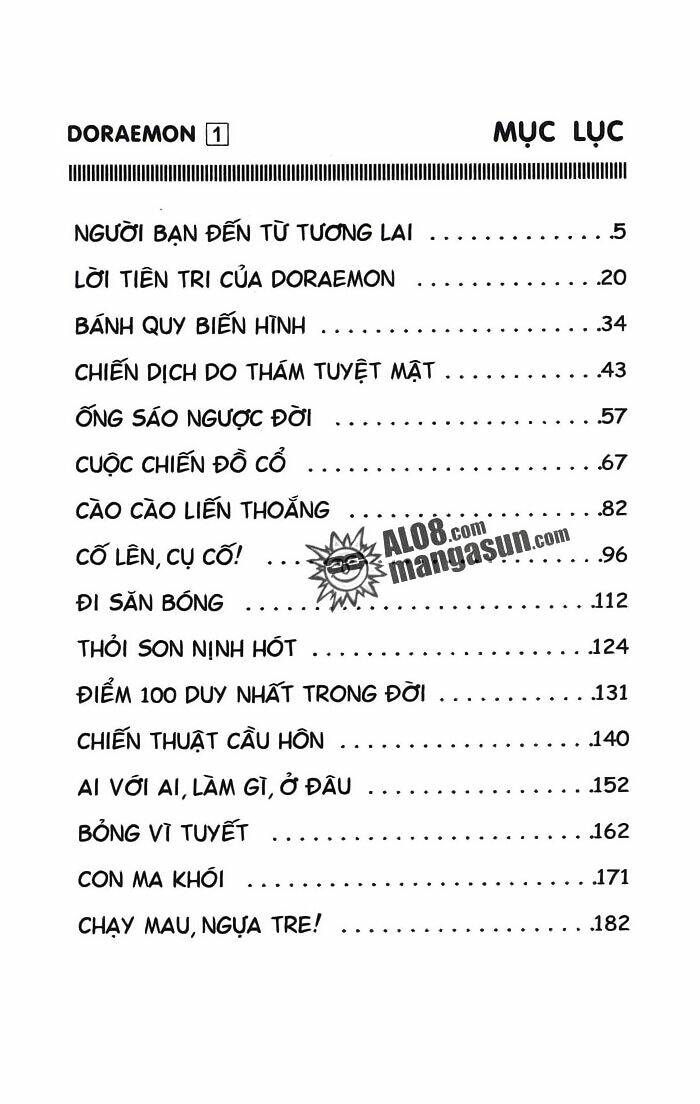 DORAEMON 1 MỤC LỤC
NGƯỜI BẠN ĐẾN TỪ TƯƠNG LAI ..............5
LỜI TIÊN TRI CỦA DORAEMON ..............20
BÁNH QUY BIẾN HÌNH ....................34
CHIẾN DỊCH DO THÁM TUYỆT MẬT ............43
ỐNG SÁO NGƯỢC ĐỜI ...................57
CUỘC CHIẾN ĐỒ CỔ .....................67
CÀO CÀO LIẾN THOẮNG ..................82
AL08.com
mangasun.com
CỐ LÊN, CỤ CỐ! ........................96
ĐI SĂN BÓNG ..........................112
THỎI SON NỊNH HÓT .....................124
ĐIỂM 100 DUY NHẤT TRONG ĐỜI ............131
CHIẾN THUẬT CẦU HÔN ..................140
AI VỚI AI, LÀM GÌ, Ở ĐÂU ................152
BỎNG VÌ TUYẾT ........................162
CON MA KHÓI ..........................171
CHẠY MAU, NGỰA TRE! ..................182